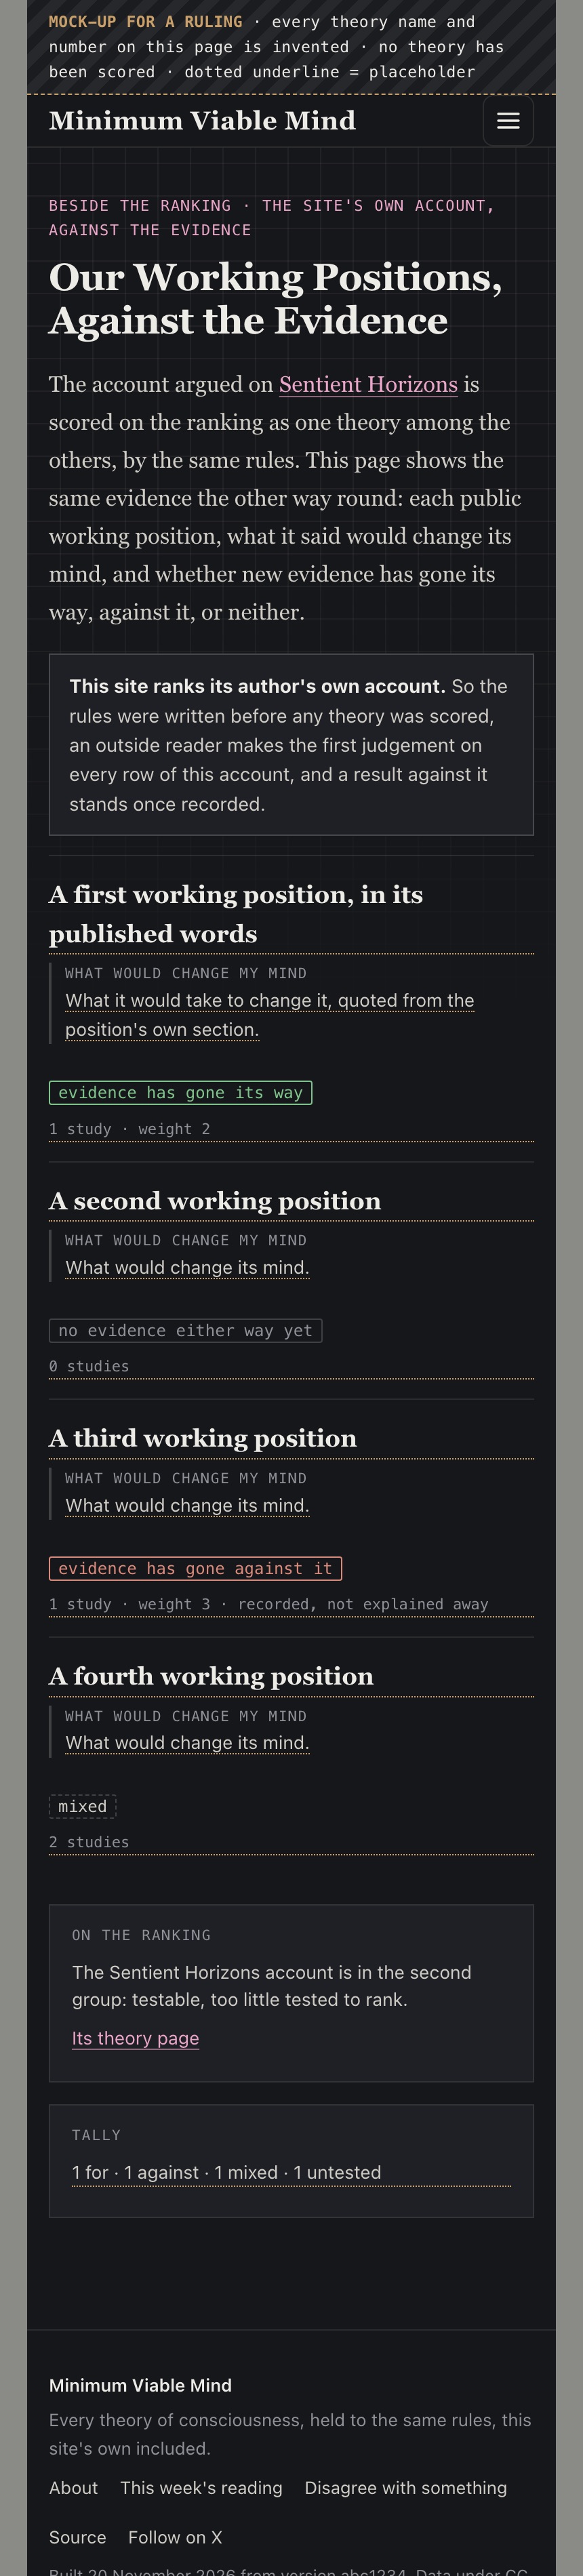 MOCK-UP FOR A RULING · every theory name and
number on this page is invented · no theory has
been scored · dotted underline = placeholder
Minimum Viable Mind
BESIDE THE RANKING · THE SITE'S OWN ACCOUNT,
AGAINST THE EVIDENCE
Our Working Positions,
Against the Evidence
The account argued on Sentient Horizons is
scored on the ranking as one theory among the
others, by the same rules. This page shows the
same evidence the other way round: each public
working position, what it said would change its
mind, and whether new evidence has gone its
way, against it, or neither.
This site ranks its author's own account. So the
rules were written before any theory was scored,
an outside reader makes the first judgement on
every row of this account, and a result against it
stands once recorded.
A first working position, in its
published words
WHAT WOULD CHANGE MY MIND
What it would take to change it, quoted from the
position's own section.
evidence has gone its way
1 study · weight 2
A second working position
WHAT WOULD CHANGE MY MIND
What would change its mind.
no evidence either way yet
0 studies
A third working position
WHAT WOULD CHANGE MY MIND
What would change its mind.
evidence has gone against it
1 study · weight 3 · recorded, not explained away
A fourth working position
WHAT WOULD CHANGE MY MIND
What would change its mind.
mixed
2 studies
ON THE RANKING
The Sentient Horizons account is in the second
group: testable, too little tested to rank.
Its theory page
TALLY
1 for · 1 against · 1 mixed · 1 untested
Minimum Viable Mind
Every theory of consciousness, held to the same rules, this
site's own included.
About This week's reading Disagree with something
Source Follow on X
Built 20 November 2026 from version abc1234. Data under CC